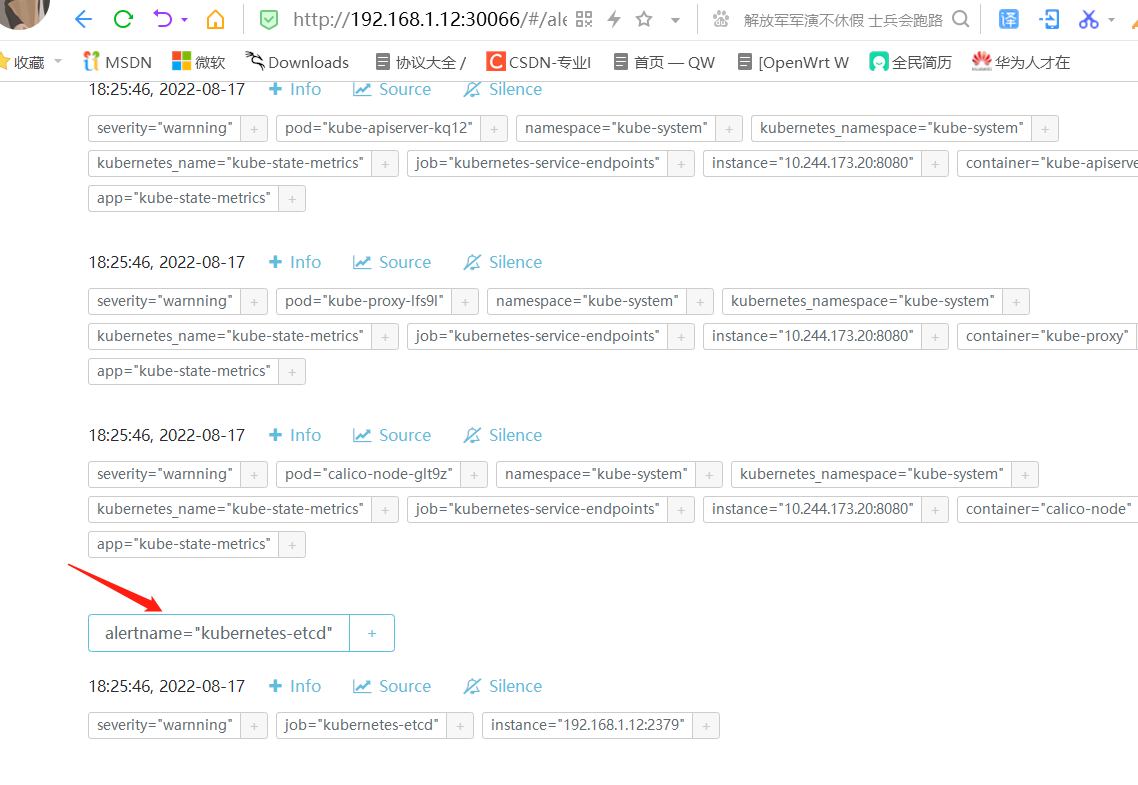 http://192.168.1.12:30066/#/ale
解放军军演不休假 士兵会跑路
译
收藏 MSDN 微软 Downloads 协议大全 / CSDN-专业I 首页 — QW [OpenWrt W 全民简历 华为人才在
18:25:46, 2022-08-17 + Info Source Silence
severity="warnning" + pod="kube-apiserver-kq12" + namespace="kube-system" + kubernetes_namespace="kube-system" +
kubernetes_name="kube-state-metrics" + job="kubernetes-service-endpoints" + instance="10.244.173.20:8080" + container="kube-apiserve
app="kube-state-metrics" +
18:25:46, 2022-08-17 + Info Source Silence
severity="warnning" + pod="kube-proxy-lfs9l" + namespace="kube-system" + kubernetes_namespace="kube-system" +
kubernetes_name="kube-state-metrics" + job="kubernetes-service-endpoints" + instance="10.244.173.20:8080" + container="kube-proxy"
app="kube-state-metrics" +
18:25:46, 2022-08-17 + Info Source Silence
severity="warnning" + pod="calico-node-glt9z" + namespace="kube-system" + kubernetes_namespace="kube-system" +
kubernetes_name="kube-state-metrics" + job="kubernetes-service-endpoints" + instance="10.244.173.20:8080" + container="calico-node"
app="kube-state-metrics" +
alertname="kubernetes-etcd" +
18:25:46, 2022-08-17 + Info Source Silence
severity="warnning" + job="kubernetes-etcd" + instance="192.168.1.12:2379" +